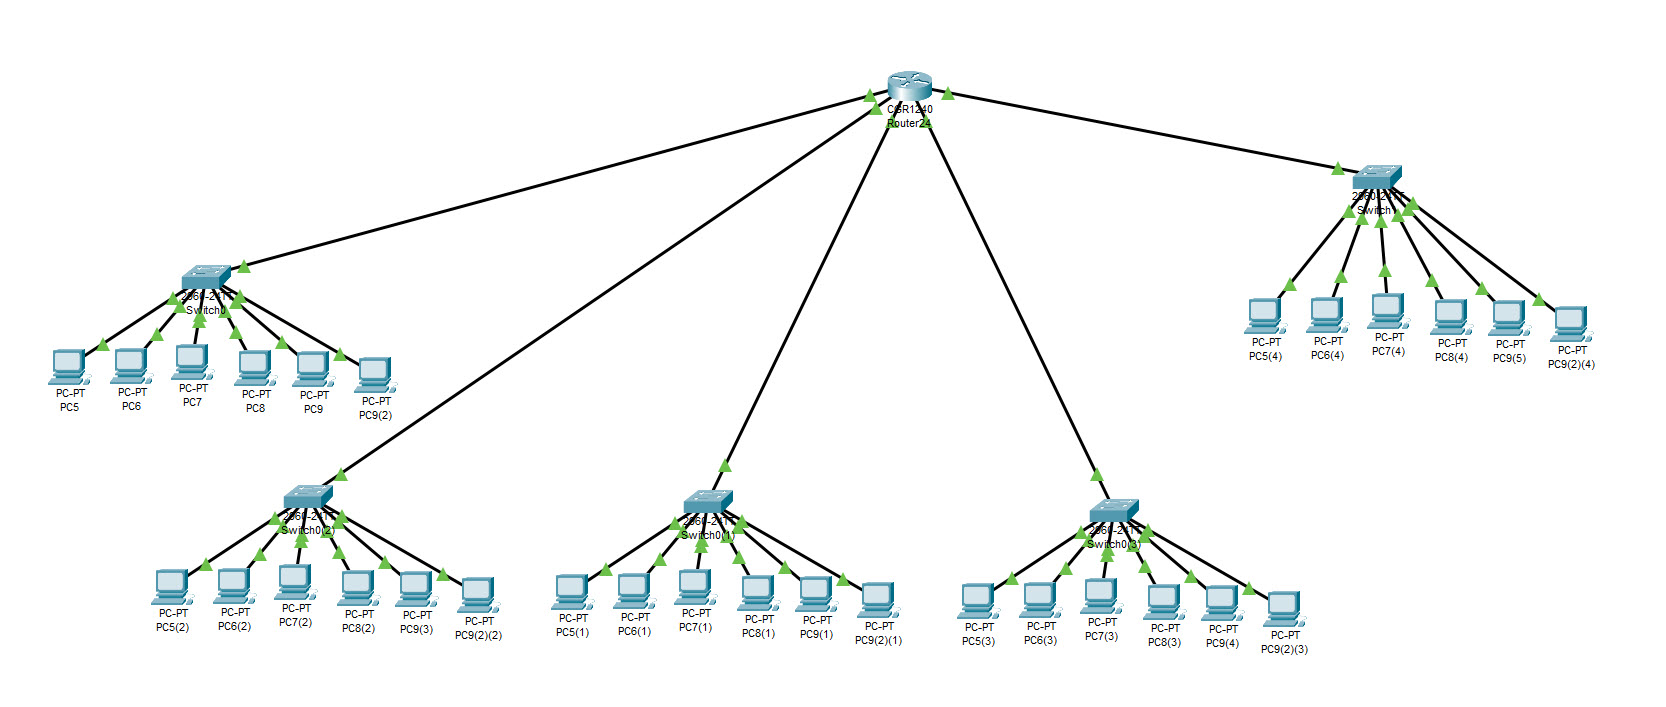 CGR1240
Router24
2960-24TT
Switch
PC-PT
PC5(4)
PC-PT
PC6(4)
PC-PT
PC7(4)
PC-PT
PC8(4)
PC-PT
PC9(5)
PC-PT
PC9(2)(4)
2960-24TT
Switch0
PC-PT
PC5
PC-PT
PC6
PC-PT
PC7
PC-PT
PC8
PC-PT
PC9
PC-PT
PC9(2)
2960-24TT
Switch0(2)
PC-PT
PC5(2)
PC-PT
PC6(2)
PC-PT
PC7(2)
PC-PT
PC8(2)
PC-PT
PC9(3)
PC-PT
PC9(2)(2)
2960-24TT
Switch0(1)
PC-PT
PC5(1)
PC-PT
PC6(1)
PC-PT
PC7(1)
PC-PT
PC8(1)
PC-PT
PC9(1)
PC-PT
PC9(2)(1)
2960-24TT
Switch0(3)
PC-PT
PC5(3)
PC-PT
PC6(3)
PC-PT
PC7(3)
PC-PT
PC8(3)
PC-PT
PC9(4)
PC-PT
PC9(2)(3)